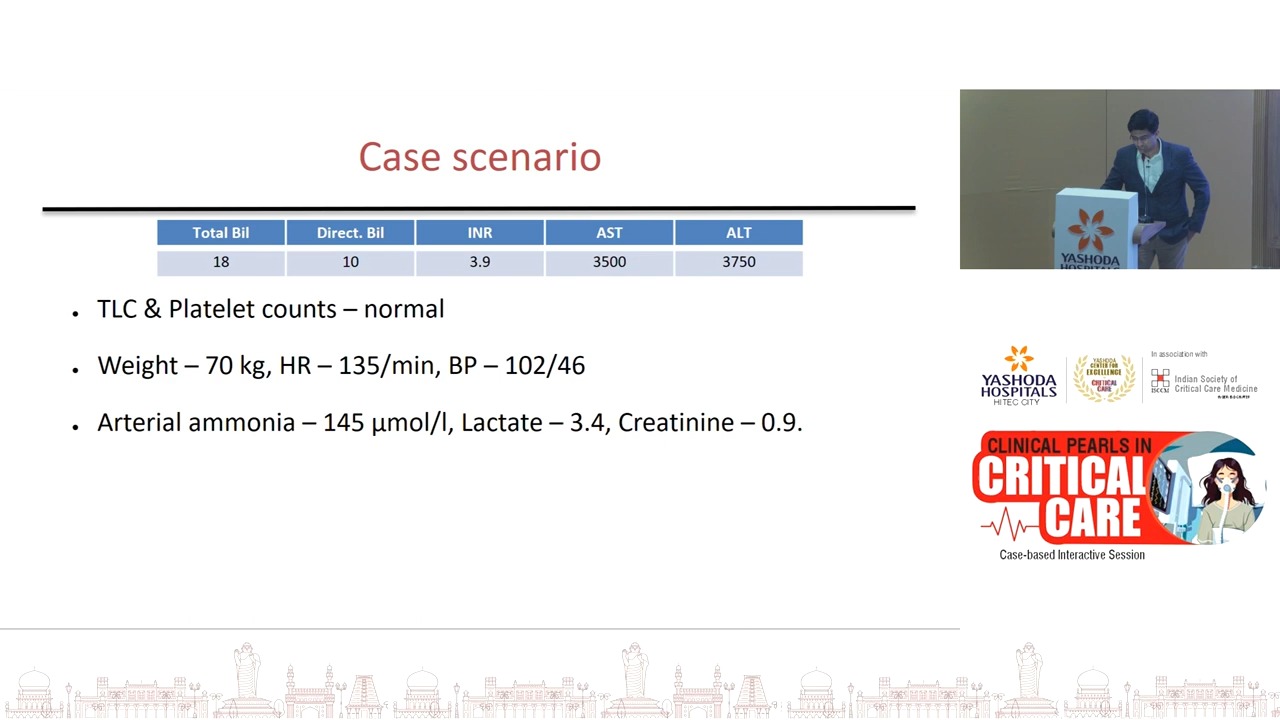 Case scenario
Total Bil Direct. Bil INR AST ALT
18 10 3.9 3500 3750
• TLC & Platelet counts – normal
• Weight – 70 kg, HR – 135/min, BP – 102/46
• Arterial ammonia – 145 μmol/l, Lactate – 3.4, Creatinine – 0.9.
YASHODA
HOSPITALS
YASHODA
HOSPITALS
HITEC CITY
YASHODA
CENTER FOR
EXCELLENCE
CRITICAL
CARE
In association with
ISCCM
Indian Society of
Critical Care Medicine
CLINICAL PEARLS IN
CRITICAL
CARE
Case-based Interactive Session